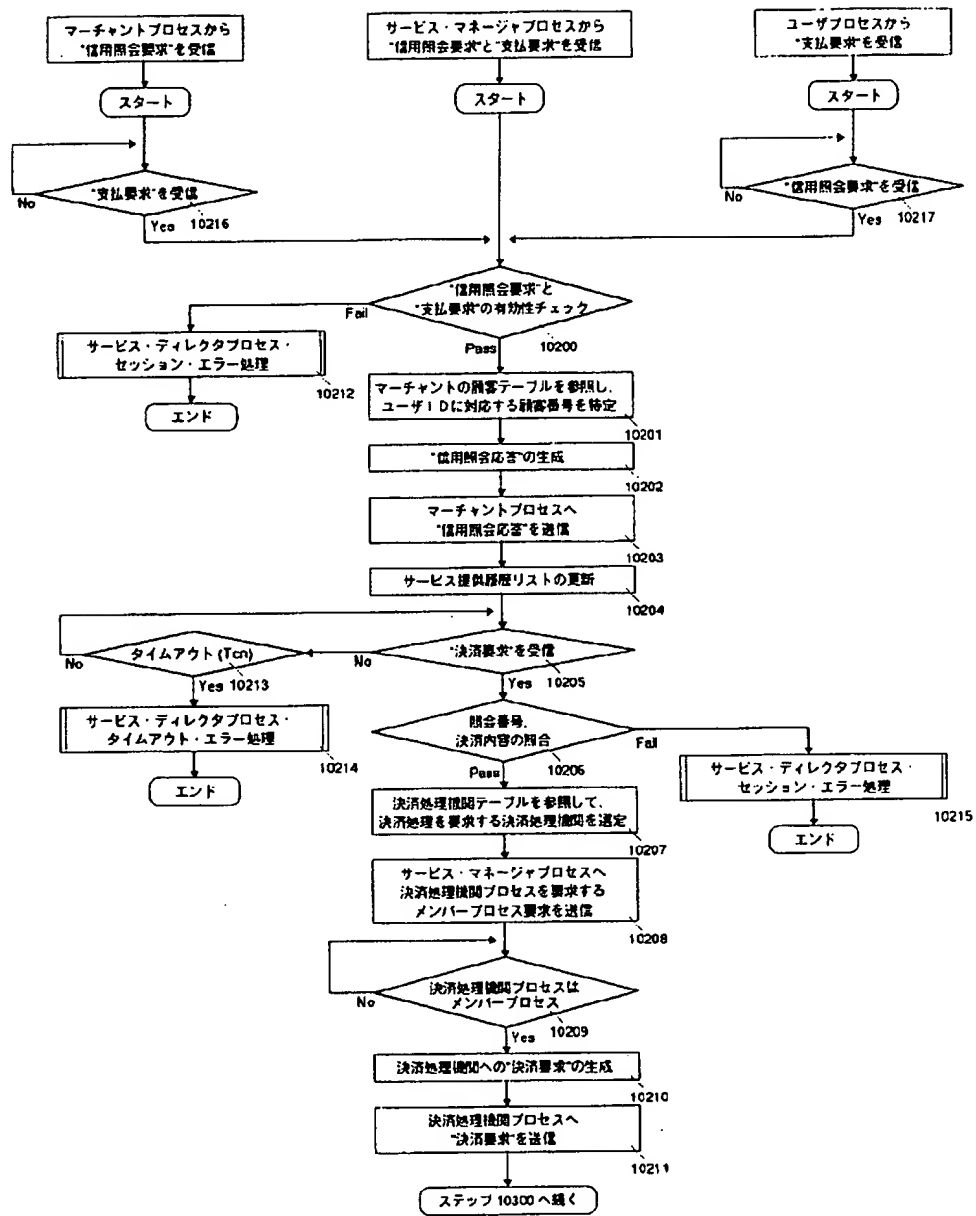 マーチャントプロセスから
"信用照会要求"を受信
サービス・マネージャプロセスから
"信用照会要求"と"支払要求"を受信
ユーザプロセスから
"支払要求"を受信
スタート
スタート
スタート
"支払要求"を受信
No
10216
Yes
"信用照会要求"を受信
No
10217
Yes
"信用照会要求"と
"支払要求"の有効性チェック
Fail
10200
Pass
サービス・ディレクタプロセス・
セッション・エラー処理
10212
エンド
マーチャントの顧客テーブルを参照し、
ユーザIDに対応する顧客番号を特定
10201
"信用照会応答"の生成
10202
マーチャントプロセスへ
"信用照会応答"を送信
10203
サービス提供履歴リストの更新
10204
"決済要求"を受信
No
10205
Yes
タイムアウト(Tcn)
No
10213
Yes
サービス・ディレクタプロセス・
タイムアウト・エラー処理
10214
エンド
照会番号、
決済内容の照合
Fail
10206
Pass
サービス・ディレクタプロセス・
セッション・エラー処理
10215
エンド
決済処理機関テーブルを参照して、
決済処理を要求する決済処理機関を選定
10207
サービス・マネージャプロセスへ
決済処理機関プロセスを要求する
メンバープロセス要求を送信
10208
決済処理機関プロセスは
メンバープロセス
No
10209
Yes
決済処理機関への"決済要求"の生成
10210
決済処理機関プロセスへ
"決済要求"を送信
10211
ステップ10300へ続く